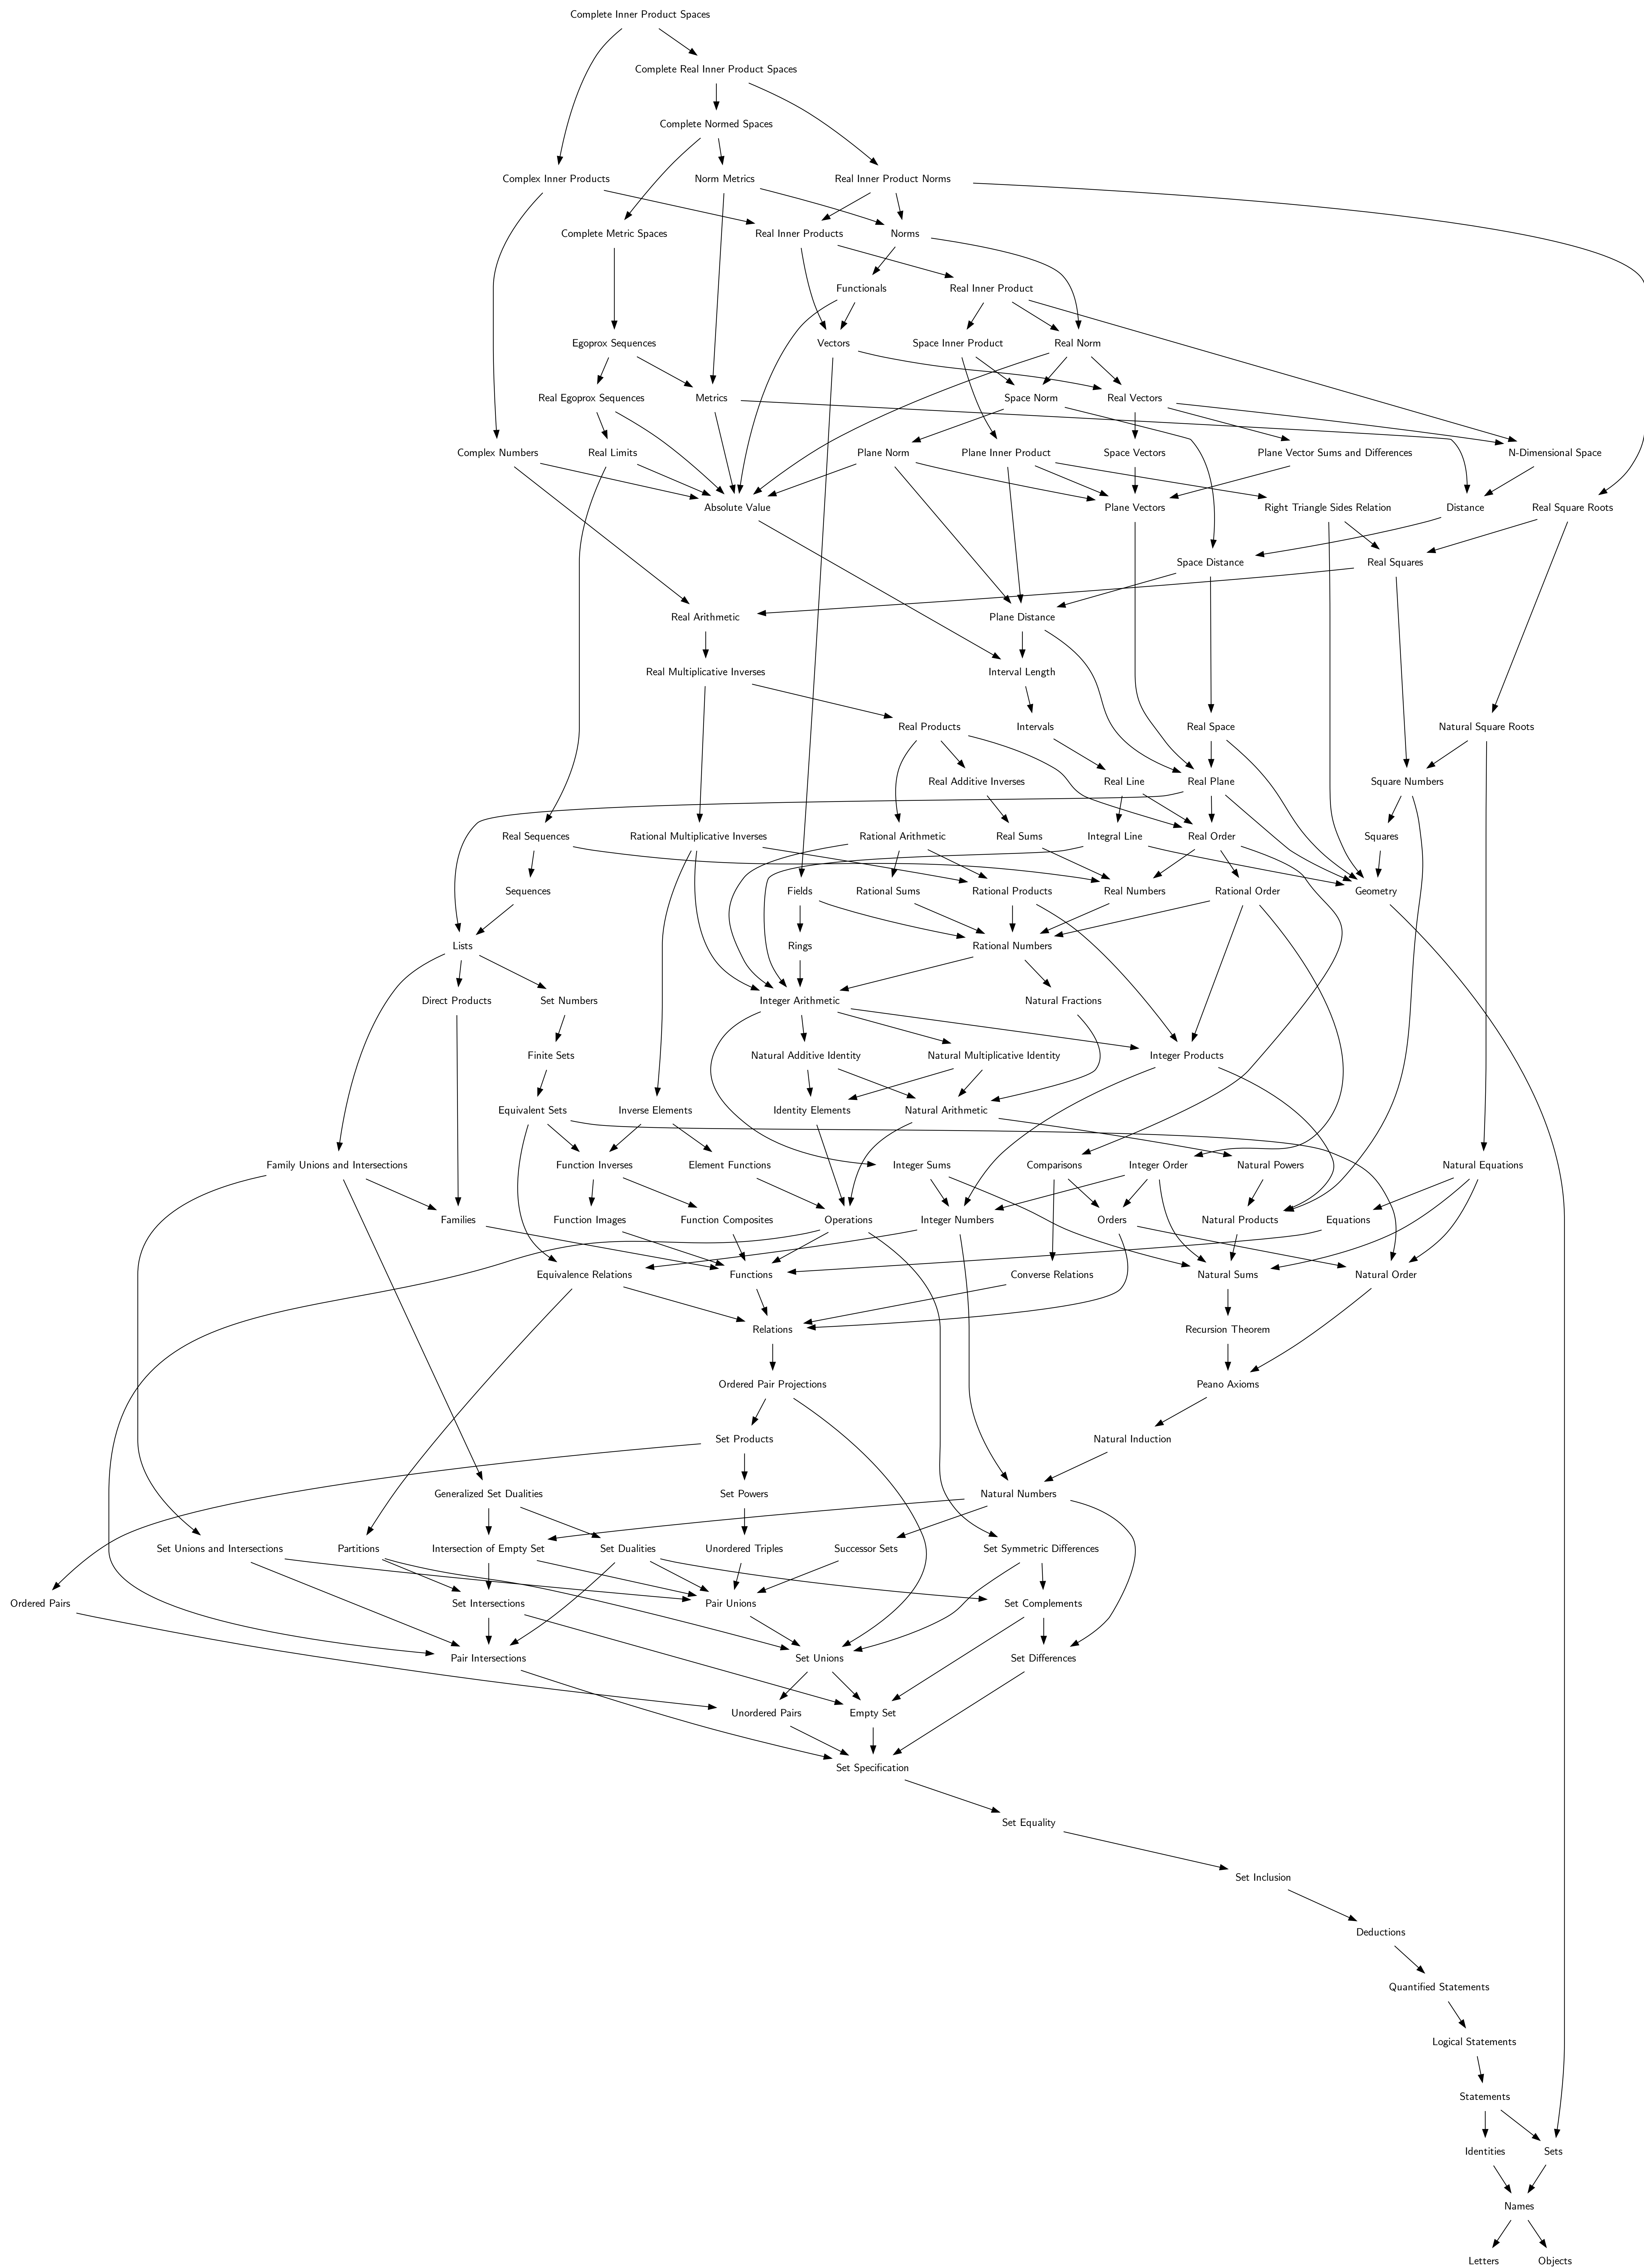 Complete Inner Product Spaces
Complete Real Inner Product Spaces
Complete Normed Spaces
Complex Inner Products
Norm Metrics
Real Inner Product Norms
Complete Metric Spaces
Real Inner Products
Norms
Functionals
Real Inner Product
Egoprox Sequences
Vectors
Space Inner Product
Real Norm
Real Egoprox Sequences
Metrics
Space Norm
Real Vectors
Complex Numbers
Real Limits
Plane Norm
Plane Inner Product
Space Vectors
Plane Vector Sums and Differences
N-Dimensional Space
Absolute Value
Plane Vectors
Right Triangle Sides Relation
Distance
Real Square Roots
Space Distance
Real Squares
Real Arithmetic
Plane Distance
Real Multiplicative Inverses
Interval Length
Real Products
Intervals
Real Space
Natural Square Roots
Real Additive Inverses
Real Line
Real Plane
Square Numbers
Real Sequences
Rational Multiplicative Inverses
Rational Arithmetic
Real Sums
Integral Line
Real Order
Squares
Sequences
Fields
Rational Sums
Rational Products
Real Numbers
Rational Order
Geometry
Lists
Rings
Rational Numbers
Direct Products
Set Numbers
Integer Arithmetic
Natural Fractions
Finite Sets
Natural Additive Identity
Natural Multiplicative Identity
Integer Products
Equivalent Sets
Inverse Elements
Identity Elements
Natural Arithmetic
Family Unions and Intersections
Function Inverses
Element Functions
Integer Sums
Comparisons
Integer Order
Natural Powers
Natural Equations
Families
Function Images
Function Composites
Operations
Integer Numbers
Orders
Natural Products
Equations
Equivalence Relations
Functions
Converse Relations
Natural Sums
Natural Order
Relations
Recursion Theorem
Ordered Pair Projections
Peano Axioms
Set Products
Natural Induction
Generalized Set Dualities
Set Powers
Natural Numbers
Set Unions and Intersections
Partitions
Intersection of Empty Set
Set Dualities
Unordered Triples
Successor Sets
Set Symmetric Differences
Ordered Pairs
Set Intersections
Pair Unions
Set Complements
Pair Intersections
Set Unions
Set Differences
Unordered Pairs
Empty Set
Set Specification
Set Equality
Set Inclusion
Deductions
Quantified Statements
Logical Statements
Statements
Identities
Sets
Names
Letters
Objects